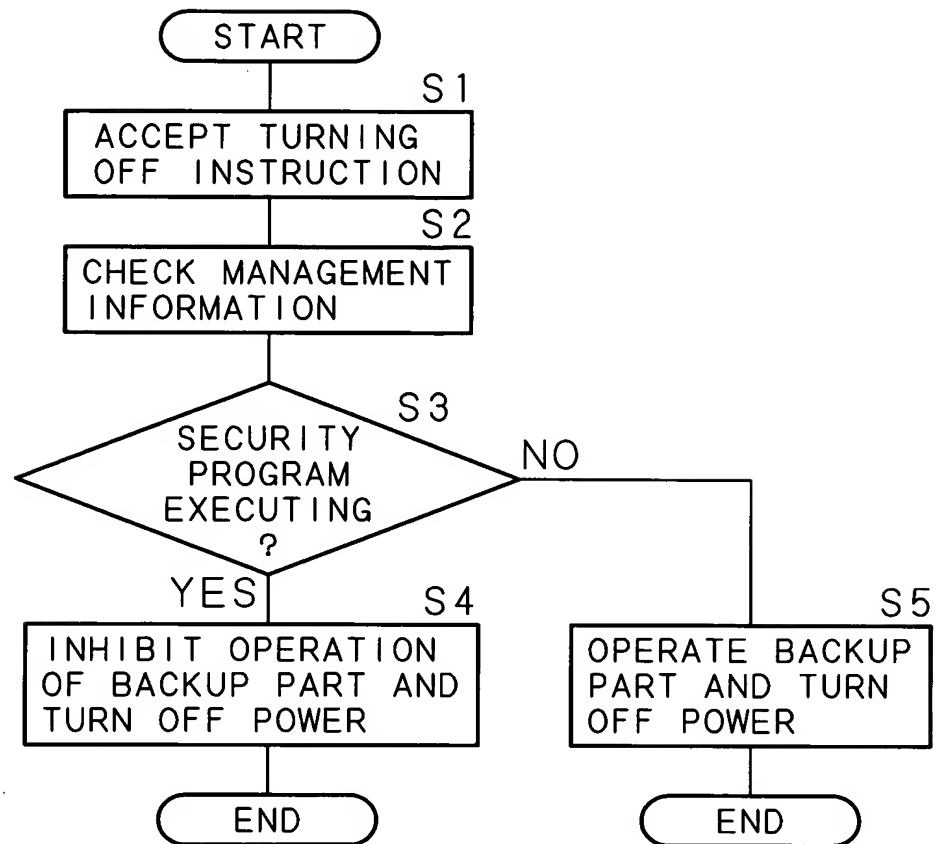 START
S1
ACCEPT TURNING
OFF INSTRUCTION
S2
CHECK MANAGEMENT
INFORMATION
S3
SECURITY
PROGRAM
EXECUTING
?
NO
YES
S4
INHIBIT OPERATION
OF BACKUP PART AND
TURN OFF POWER
END
S5
OPERATE BACKUP
PART AND TURN
OFF POWER
END